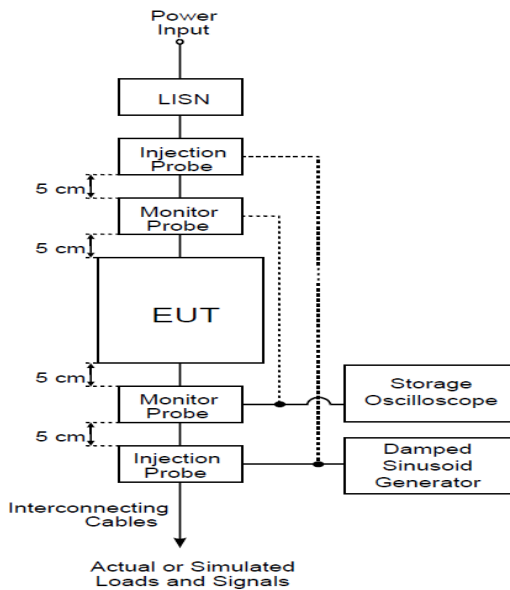 Power
Input
LISN
Injection
Probe
5 cm
Monitor
Probe
5 cm
EUT
5 cm
Monitor
Probe
Storage
Oscilloscope
5 cm
Injection
Probe
Damped
Sinusoid
Generator
Interconnecting
Cables
Actual or Simulated
Loads and Signals